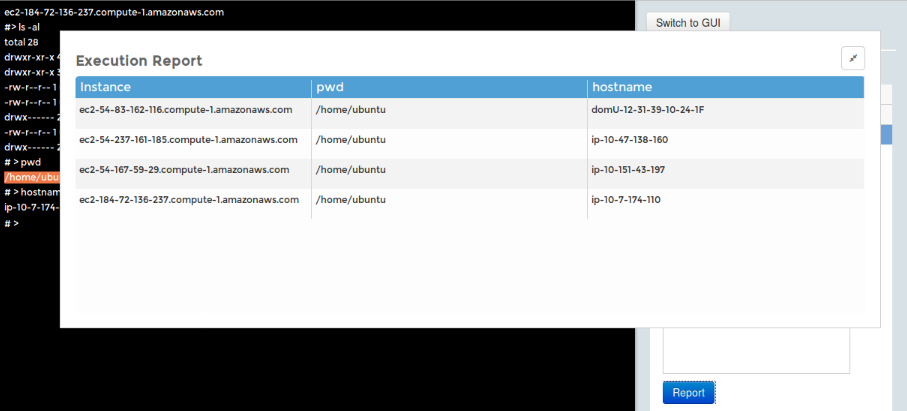 ec2-184-72-136-237.compute-1.amazonaws.com
#> ls -al
total 28
drwxr-xr-x
drwxr-xr-x
-rw-r--r-- 1
-rw-r--r-- 1
drwx------ 2
-rw-r--r-- 1
drwx------ 2
# > pwd
/home/ubu
# > hostnam
ip-10-7-174-
# >
Switch to GUI
Execution Report
Instance pwd hostname
ec2-54-83-162-116.compute-1.amazonaws.com /home/ubuntu domU-12-31-39-10-24-1F
ec2-54-237-161-185.compute-1.amazonaws.com /home/ubuntu ip-10-47-138-160
ec2-54-167-59-29.compute-1.amazonaws.com /home/ubuntu ip-10-151-43-197
ec2-184-72-136-237.compute-1.amazonaws.com /home/ubuntu ip-10-7-174-110
Report